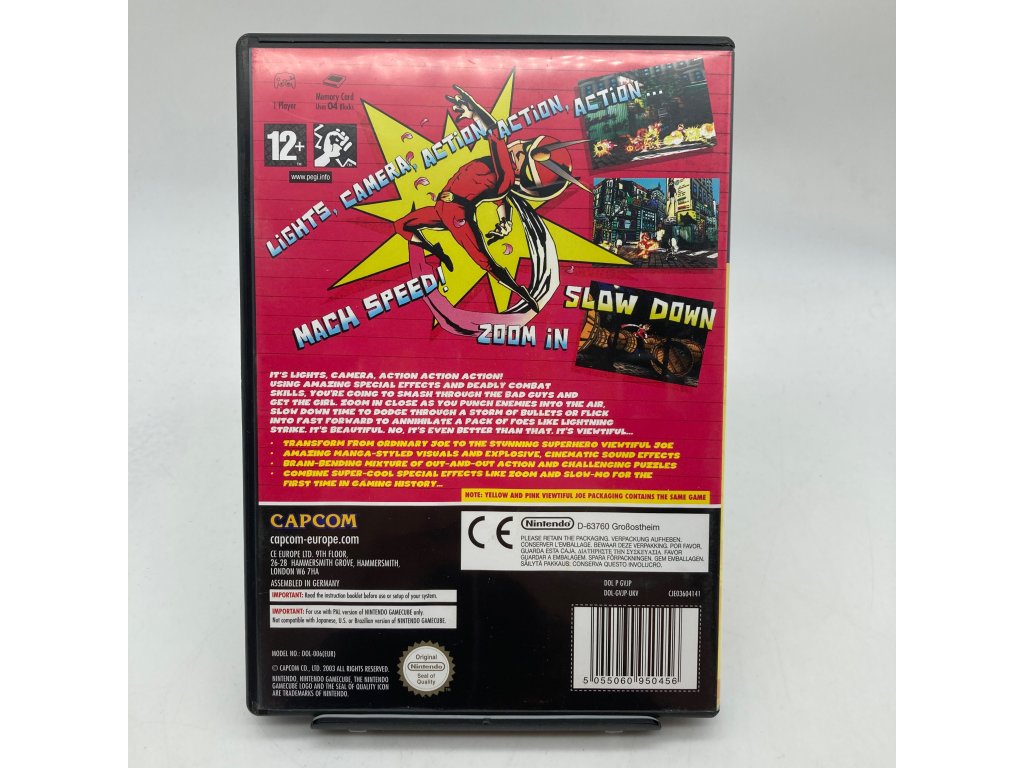 1 Player
Memory Card
Uses 04 Blocks
12+
www.pegi.info
LIGHTS, CAMERA, ACTION, ACTION, ACTION...
MACH SPEED!
ZOOM IN
SLOW DOWN
IT'S LIGHTS, CAMERA, ACTION ACTION ACTION!
USING AMAZING SPECIAL EFFECTS AND DEADLY COMBAT
SKILLS, YOU'RE GOING TO SMASH THROUGH THE BAD GUYS AND
GET THE GIRL. ZOOM IN CLOSE AS YOU PUNCH ENEMIES INTO THE AIR,
SLOW DOWN TIME TO DODGE THROUGH A STORM OF BULLETS OR FLICK
INTO FAST FORWARD TO ANNIHILATE A PACK OF FOES LIKE LIGHTNING
STRIKE. IT'S BEAUTIFUL. NO, IT'S EVEN BETTER THAN THAT. IT'S VIEWTIFUL...
• TRANSFORM FROM ORDINARY JOE TO THE STUNNING SUPERHERO VIEWTIFUL JOE
• AMAZING MANGA-STYLED VISUALS AND EXPLOSIVE, CINEMATIC SOUND EFFECTS
• BRAIN-BENDING MIXTURE OF OUT-AND-OUT ACTION AND CHALLENGING PUZZLES
• COMBINE SUPER-COOL SPECIAL EFFECTS LIKE ZOOM AND SLOW-MO FOR THE
FIRST TIME IN GAMING HISTORY...
NOTE: YELLOW AND PINK VIEWTIFUL JOE PACKAGING CONTAINS THE SAME GAME
CAPCOM
capcom-europe.com
CE EUROPE LTD. 9TH FLOOR,
26-28 HAMMERSMITH GROVE, HAMMERSMITH,
LONDON W6 7HA
ASSEMBLED IN GERMANY
IMPORTANT: Read the instruction booklet before use or setup of your system.
IMPORTANT: For use with PAL version of NINTENDO GAMECUBE only.
Not compatible with Japanese, U.S. or Brazilian version of NINTENDO GAMECUBE.
MODEL NO.: DOL-006(EUR)
© CAPCOM CO., LTD. 2003 ALL RIGHTS RESERVED.
NINTENDO, NINTENDO GAMECUBE, THE NINTENDO
GAMECUBE LOGO AND THE SEAL OF QUALITY ICON
ARE TRADEMARKS OF NINTENDO.
Original
Nintendo
Seal of
Quality
CE
Nintendo D-63760 Großostheim
PLEASE RETAIN THE PACKAGING. VERPACKUNG AUFHEBEN.
CONSERVER L'EMBALLAGE. BEWAAR DEZE VERPAKKING. POR FAVOR,
GUARDA ESTA CAJA. ΔΙΑΤΗΡΗΣΤΕ ΤΗΝ ΣΥΣΚΕΥΑΣΙΑ. FAVOR
GUARDAR A EMBALAGEM. SPARA FÖRPACKNINGEN. GEM EMBALLAGEN.
SÄILYTÄ PAKKAUS. CONSERVA QUESTO INVOLUCRO.
DOL P GVJP
DOL-GVJP-UKV CJE03604141
5 055060 950456